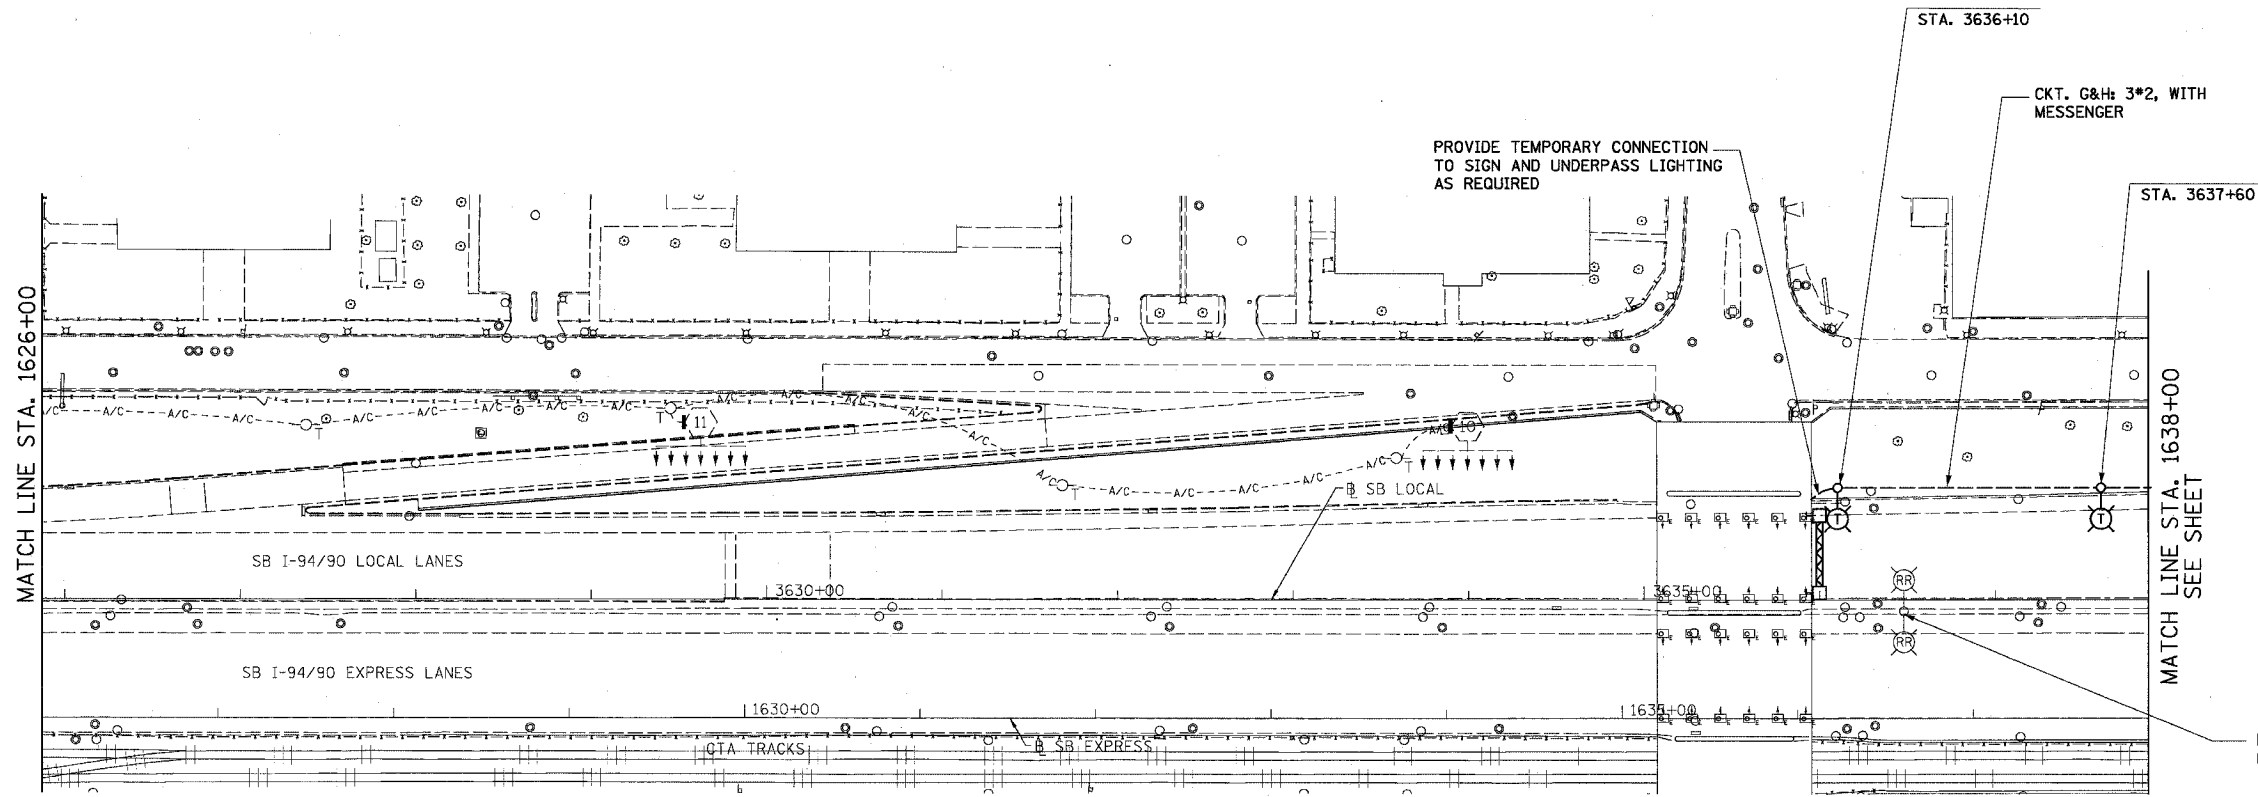 STA. 3636+10
CKT. G&H: 3#2, WITH
MESSENGER
PROVIDE TEMPORARY CONNECTION
TO SIGN AND UNDERPASS LIGHTING
AS REQUIRED
STA. 3637+60
MATCH LINE STA. 1626+00
MATCH LINE STA. 1638+00
SEE SHEET
A/C A/C A/C A/C A/C A/C A/C A/C A/C A/C A/C A/C
T
T
11
10
A/C
A/C
T
A/C
T
A/C A/C A/C A/C
SB LOCAL
T
T
SB I-94/90 LOCAL LANES
3630+00
3635+00
RR
RR
SB I-94/90 EXPRESS LANES
1630+00
1635+00
CTA TRACKS
SB EXPRESS